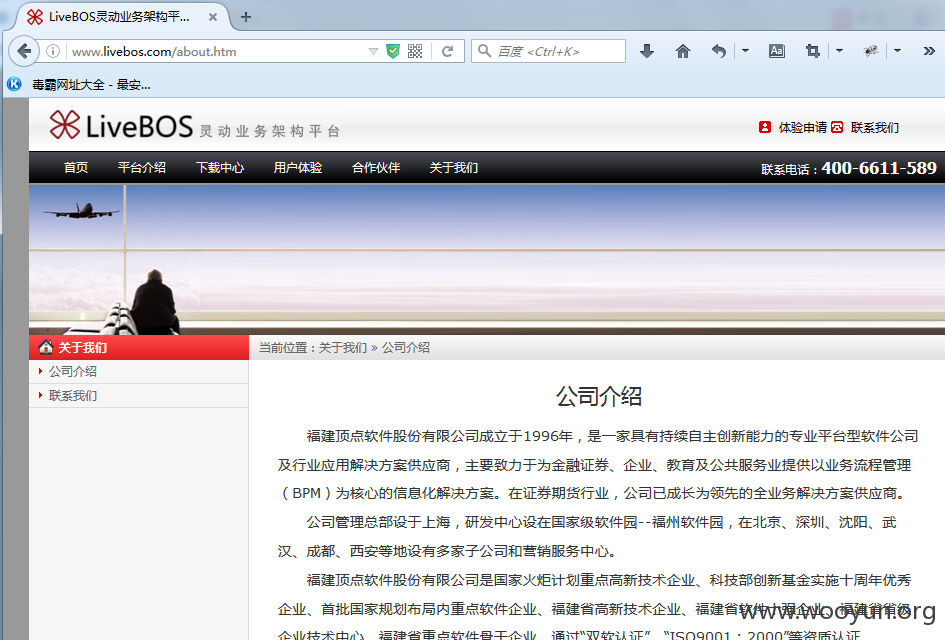 LiveBOS灵动业务架构平...
www.livebos.com/about.htm
百度 <Ctrl+K>
毒霸网址大全 - 最安...
LiveBOS 灵动业务架构平台
体验申请 联系我们
首页 平台介绍 下载中心 用户体验 合作伙伴 关于我们 联系电话：400-6611-589
关于我们
公司介绍
联系我们
当前位置：关于我们 » 公司介绍
公司介绍
福建顶点软件股份有限公司成立于1996年，是一家具有持续自主创新能力的专业平台型软件公司
及行业应用解决方案供应商，主要致力于为金融证券、企业、教育及公共服务业提供以业务流程管理
（BPM）为核心的信息化解决方案。在证券期货行业，公司已成长为领先的全业务解决方案供应商。
公司管理总部设于上海，研发中心设在国家级软件园--福州软件园，在北京、深圳、沈阳、武
汉、成都、西安等地设有多家子公司和营销服务中心。
福建顶点软件股份有限公司是国家火炬计划重点高新技术企业、科技部创新基金实施十周年优秀
企业、首批国家规划布局内重点软件企业、福建省高新技术企业、福建省软件十强企业、福建省省级
企业技术中心、福建省重点软件骨干企业，通过“双软认证”、“ISO9001：2000”等资质认证
www.wooyun.org